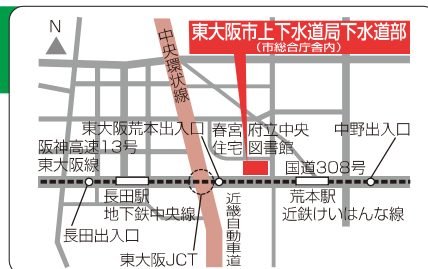 N
東大阪市上下水道局下水道部
(市総合庁舎内)
中央環状線
東大阪荒本出入口
春宮住宅
府立中央図書館
中野出入口
阪神高速13号
東大阪線
国道308号
長田駅
地下鉄中央線
荒本駅
近鉄けいはんな線
長田出入口
近畿自動車道
東大阪JCT